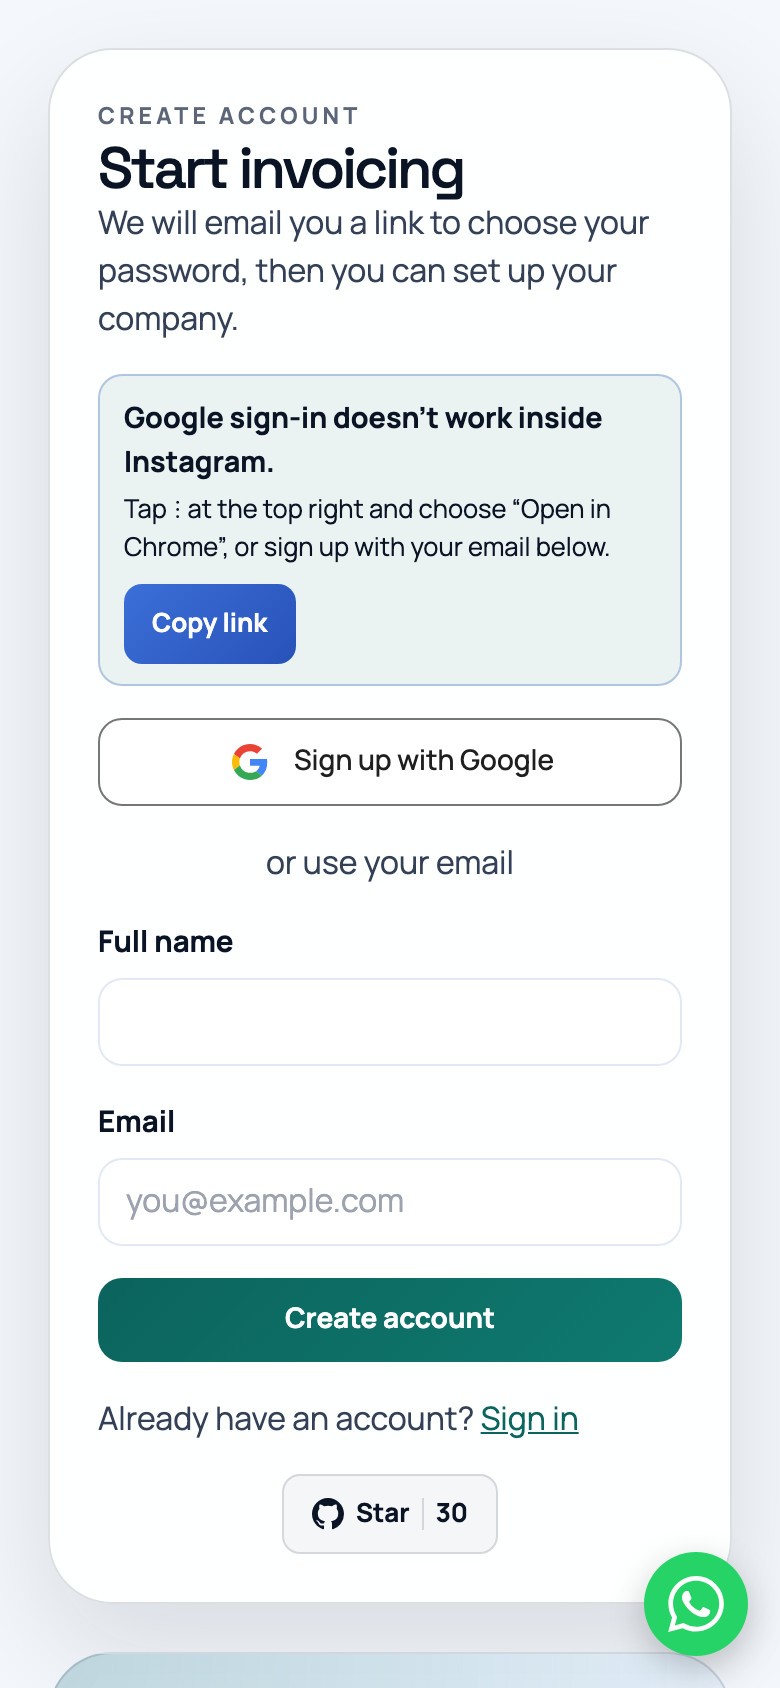 CREATE ACCOUNT
Start invoicing
We will email you a link to choose your
password, then you can set up your
company.
Google sign-in doesn’t work inside
Instagram.
Tap ⋮ at the top right and choose “Open in
Chrome”, or sign up with your email below.
Copy link
Sign up with Google
or use your email
Full name
Email
you@example.com
Create account
Already have an account? Sign in
Star 30